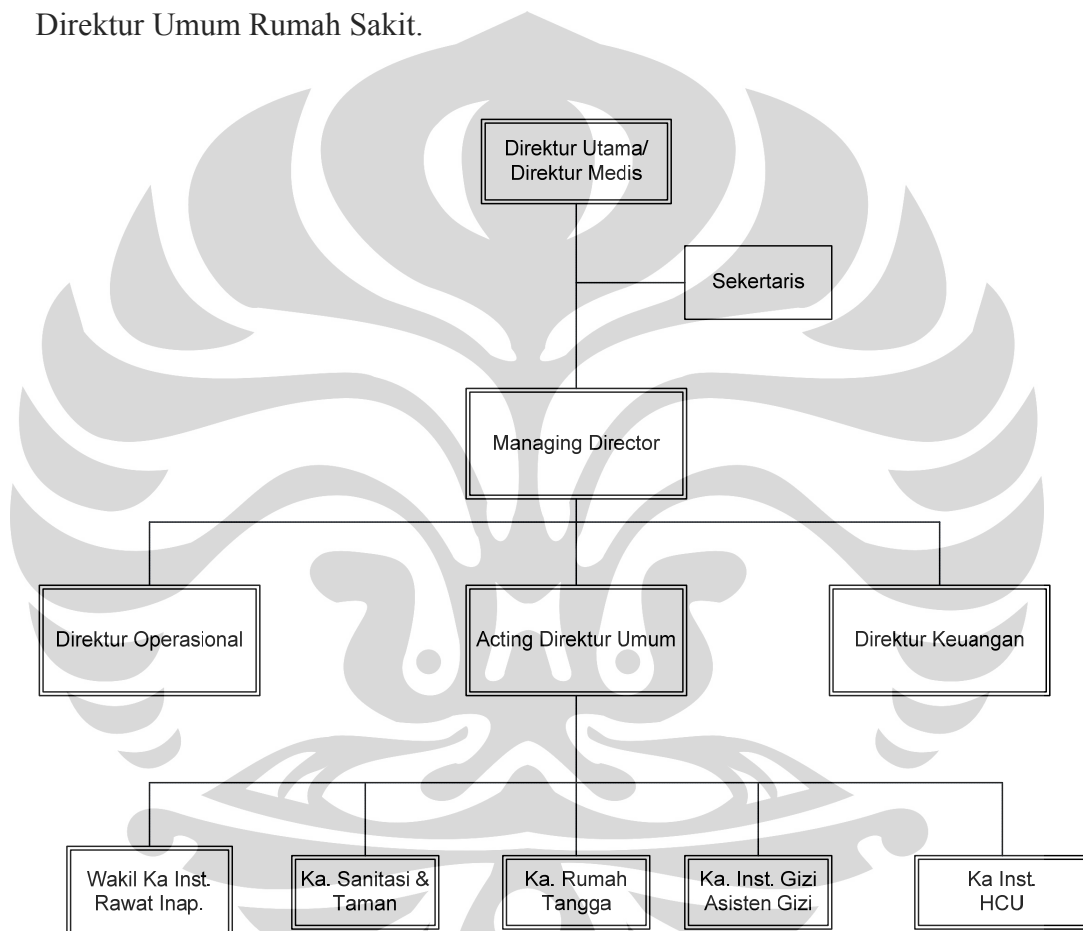 Direktur Umum Rumah Sakit.
Direktur Utama/
Direktur Medis
Sekertaris
Managing Director
Direktur Operasional
Acting Direktur Umum
Direktur Keuangan
Wakil Ka Inst.
Rawat Inap.
Ka. Sanitasi &
Taman
Ka. Rumah
Tangga
Ka. Inst. Gizi
Asisten Gizi
Ka Inst.
HCU